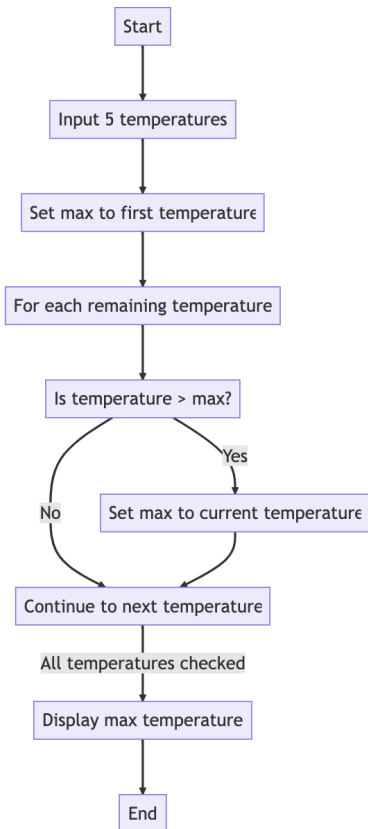 Start
Input 5 temperatures
Set max to first temperature
For each remaining temperature
Is temperature > max?
Yes
No
Set max to current temperature
Continue to next temperature
All temperatures checked
Display max temperature
End